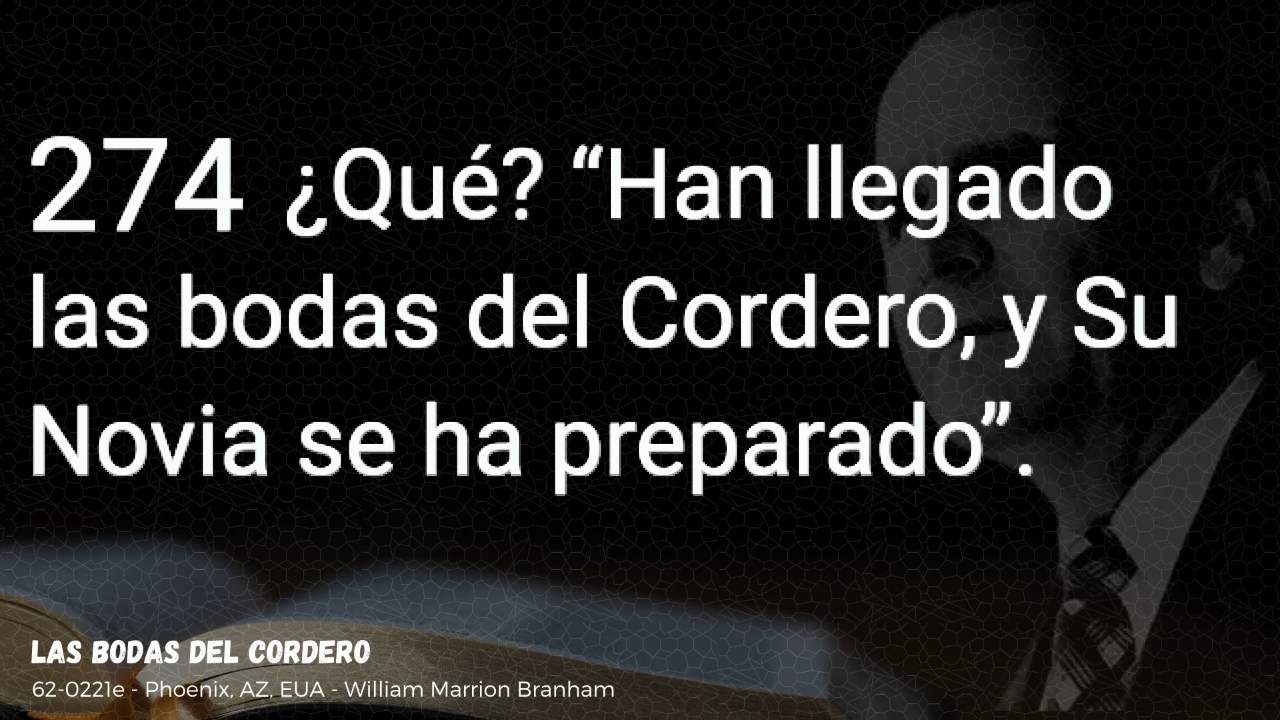 274 ¿Qué? “Han llegado
las bodas del Cordero, y Su
Novia se ha preparado”.
LAS BODAS DEL CORDERO
62-0221e - Phoenix, AZ, EUA - William Marrion Branham